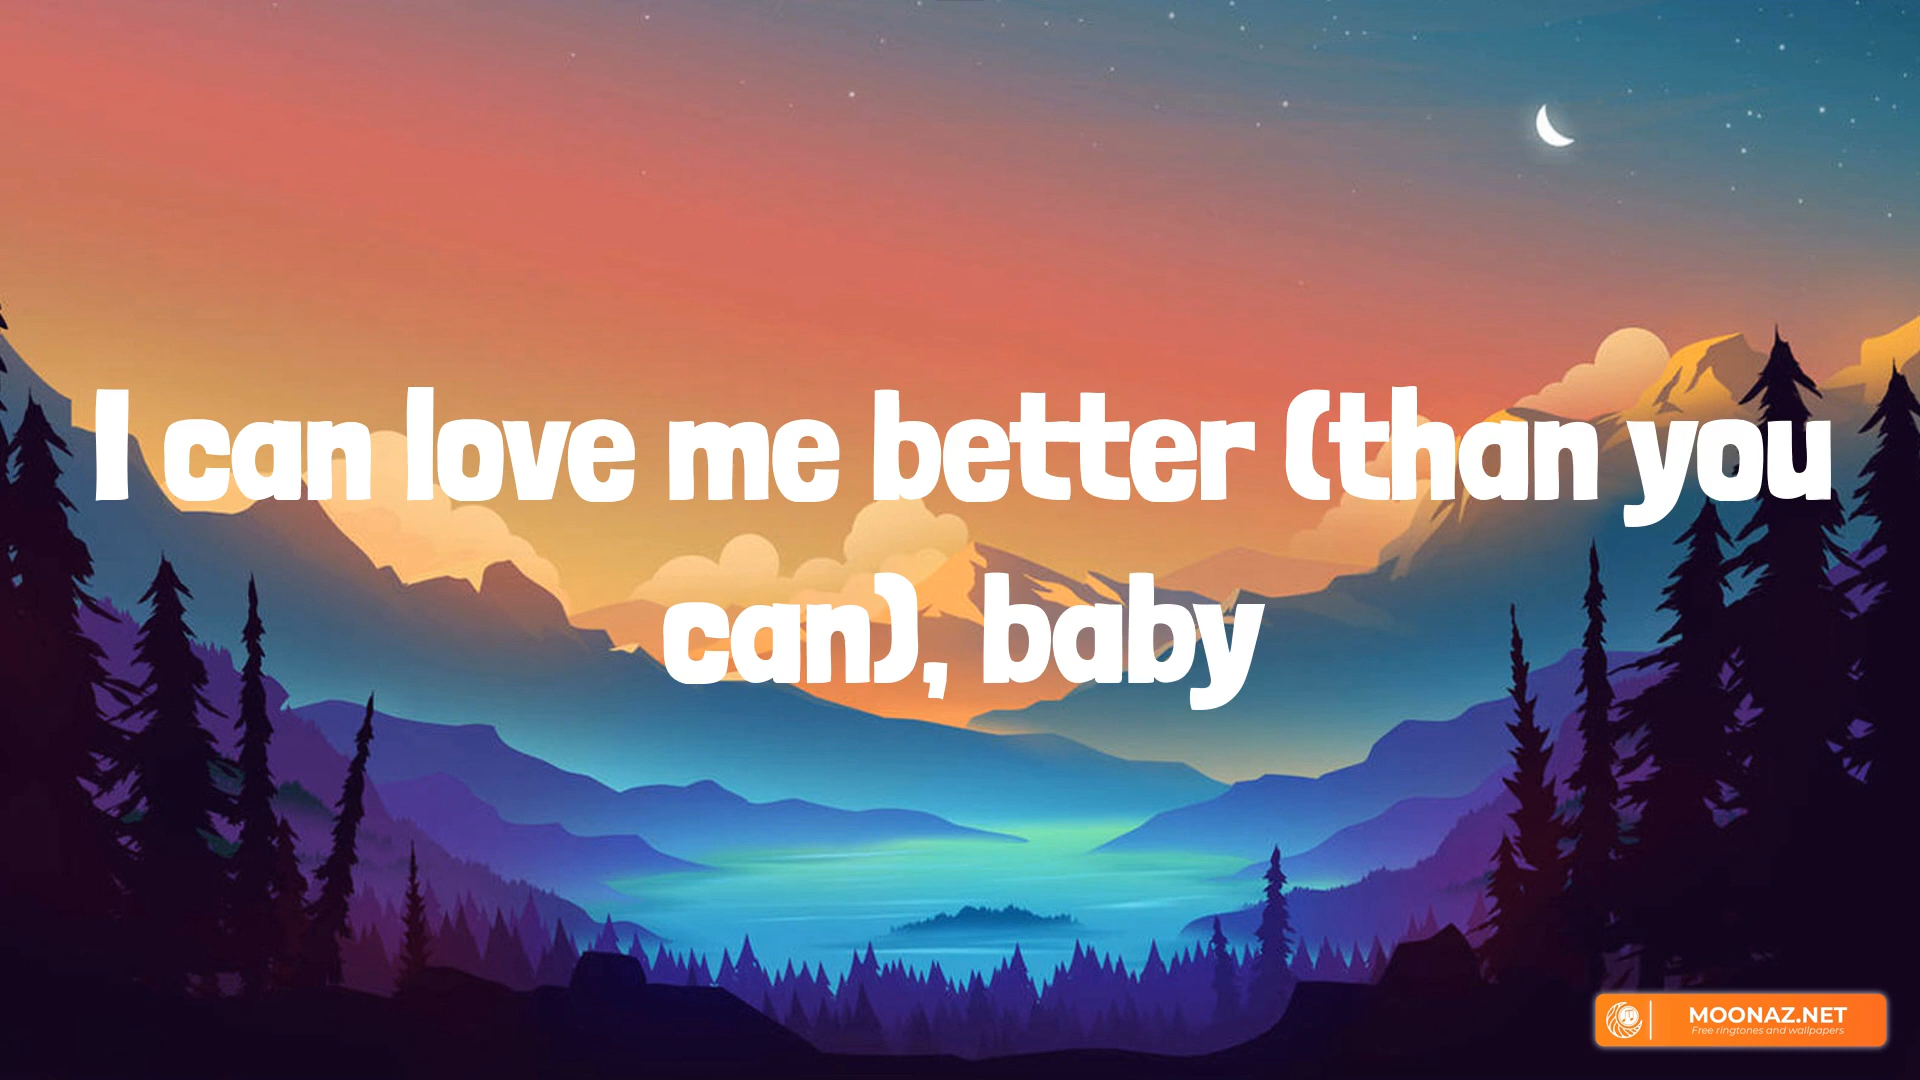 I can love me better (than you
can), baby
MOONAZ.NET
Free ringtones and wallpapers